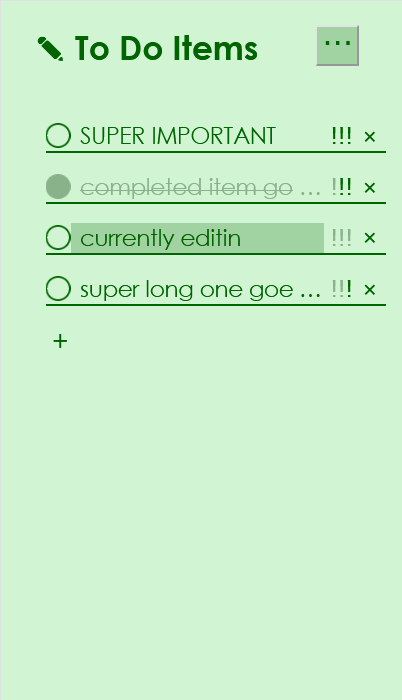 ✎ To Do Items ...
SUPER IMPORTANT !!! ×
completed item go ... !!! ×
currently editin !!! ×
super long one goe ... !!! ×
+